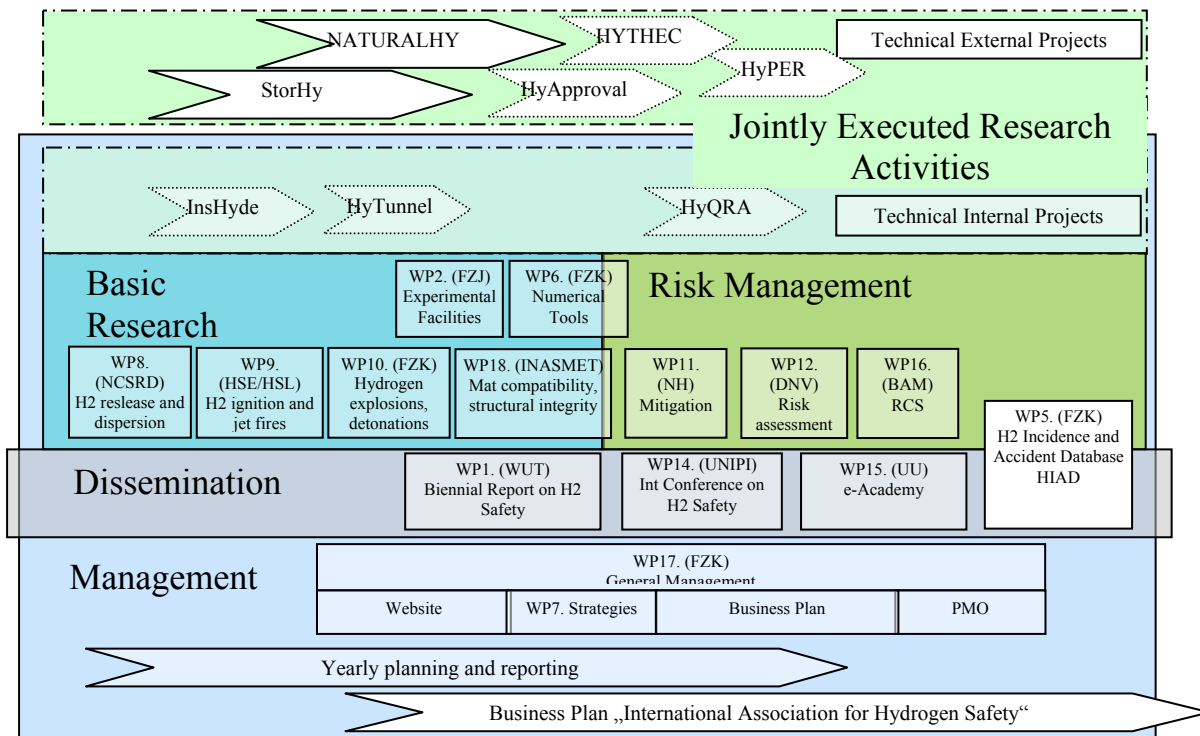 NATURALHY
HYTHEC
Technical External Projects
HyPER
StorHy
HyApproval
Jointly Executed Research
Activities
InsHyde
HyTunnel
HyQRA
Technical Internal Projects
Basic
Research
WP2. (FZJ)
Experimental
Facilities
WP6. (FZK)
Numerical
Tools
Risk Management
WP8.
(NCSRD)
H2 reslease and
dispersion
WP9.
(HSE/HSL)
H2 ignition and
jet fires
WP10. (FZK)
Hydrogen
explosions,
detonations
WP18. (INASMET)
Mat compatibility,
structural integrity
WP11.
(NH)
Mitigation
WP12.
(DNV)
Risk
assessment
WP16.
(BAM)
RCS
WP5. (FZK)
H2 Incidence and
Accident Database
HIAD
Dissemination
WP1. (WUT)
Biennial Report on H2
Safety
WP14. (UNIPI)
Int Conference on
H2 Safety
WP15. (UU)
e-Academy
Management
WP17. (FZK)
General Management
Website
WP7. Strategies
Business Plan
PMO
Yearly planning and reporting
Business Plan „International Association for Hydrogen Safety“